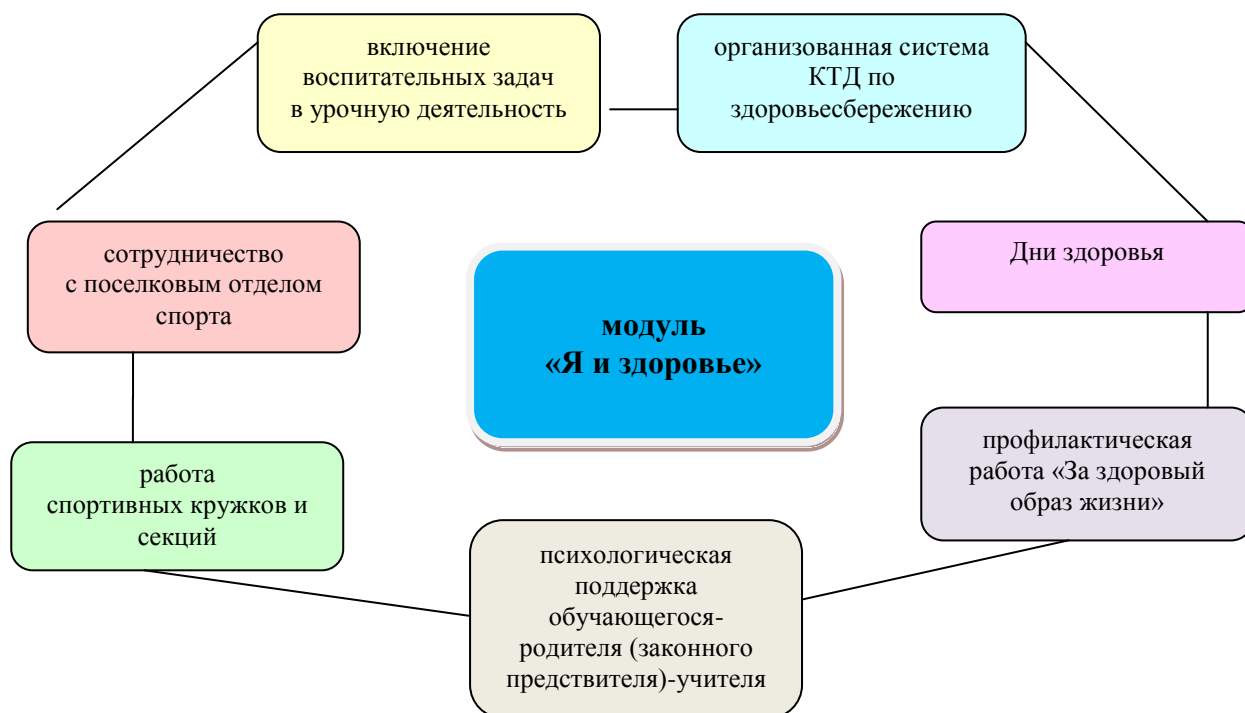 включение
воспитательных задач
в урочную деятельность
организованная система
КТД по
здоровьесбережению
сотрудничество
с поселковым отделом
спорта
Дни здоровья
модуль
«Я и здоровье»
работа
спортивных кружков и
секций
профилактическая
работа «За здоровый
образ жизни»
психологическая
поддержка
обучающегося-
родителя (законного
предствителя)-учителя